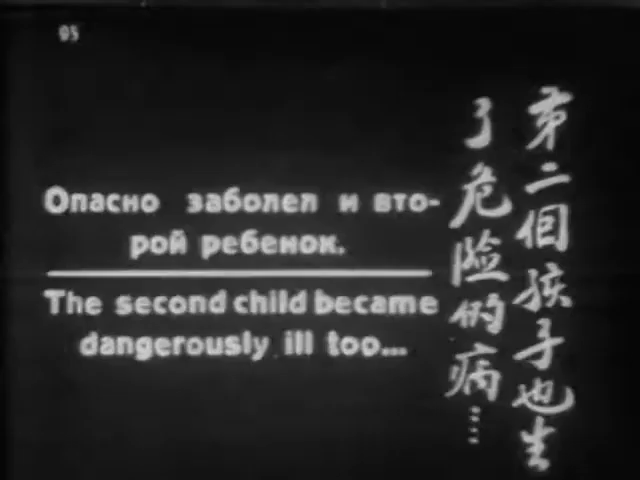 95
Опасно заболел и вто-
рой ребенок.
The second child became
dangerously ill too...
第二個孩子也生
了危险的病....